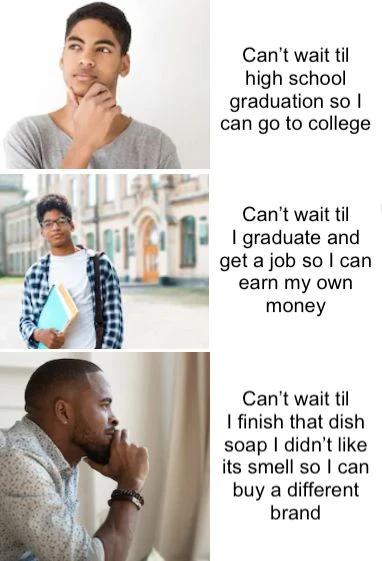 Can’t wait til
high school
graduation so I
can go to college
Can’t wait til
I graduate and
get a job so I can
earn my own
money
Can’t wait til
I finish that dish
soap I didn’t like
its smell so I can
buy a different
brand